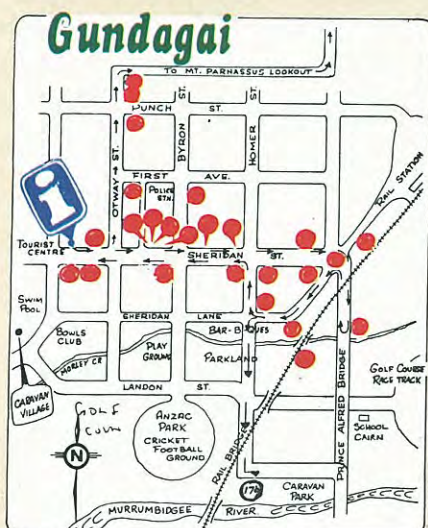 Gundagai
TO MT. PARNASSUS LOOKOUT
PUNCH ST.
OTWAY ST.
BYRON ST.
HOMER ST.
FIRST AVE.
POLICE STN.
RAIL STATION
i
TOURIST CENTRE
SHERIDAN ST.
SWIM POOL
SHERIDAN LANE
BAR-B-QUES
BOWLS CLUB
PLAY GROUND
PARKLAND
MORLEY CR
CARAVAN VILLAGE
LANDON ST.
GOLF COURSE RACE TRACK
PRINCE ALFRED BRIDGE
GOLF
ANZAC PARK
CRICKET FOOTBALL GROUND
SCHOOL CAIRN
RAIL BRIDGE
N
CARAVAN PARK
MURRUMBIDGEE RIVER